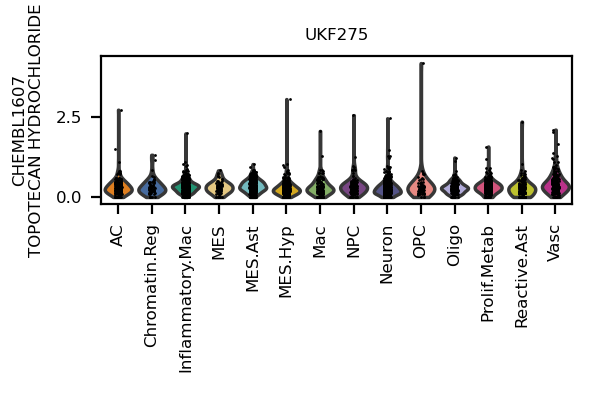 UKF275
CHEMBL1607
TOPOTECAN HYDROCHLORIDE
2.5
0.0
AC
Chromatin.Reg
Inflammatory.Mac
MES
MES.Ast
MES.Hyp
Mac
NPC
Neuron
OPC
Oligo
Prolif.Metab
Reactive.Ast
Vasc